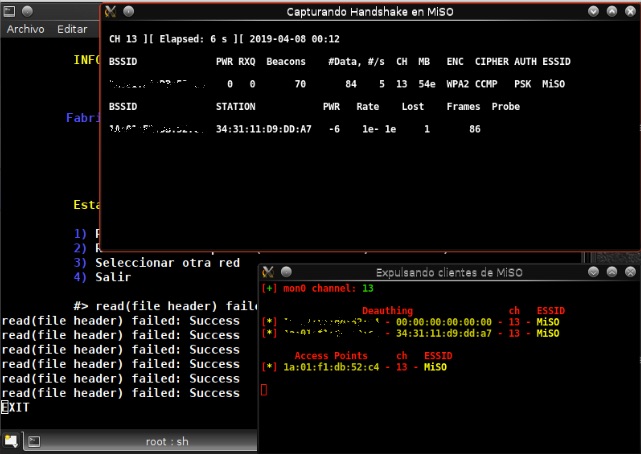 Capturando Handshake en MiSO
Archivo Editar
CH 13 ][ Elapsed: 6 s ][ 2019-04-08 00:12
INFO
BSSID PWR RXQ Beacons #Data, #/s CH MB ENC CIPHER AUTH ESSID
0 0 70 84 5 13 54e WPA2 CCMP PSK MiSO
BSSID STATION PWR Rate Lost Frames Probe
34:31:11:D9:DD:A7 -6 1e- 1e 1 86
Fabri
Esta
1)
2)
3) Seleccionar otra red
4) Salir
#> read(file header) faile
read(file header) failed: Success
read(file header) failed: Success
read(file header) failed: Success
read(file header) failed: Success
read(file header) failed: Success
read(file header) failed: Success
EXIT
root : sh
Expulsando clientes de MiSO
[+] mon0 channel: 13
Deauthing ch ESSID
[*] - 00:00:00:00:00:00 - 13 - MiSO
[*] - 34:31:11:d9:dd:a7 - 13 - MiSO
Access Points ch ESSID
[*] 1a:01:f1:db:52:c4 - 13 - MiSO